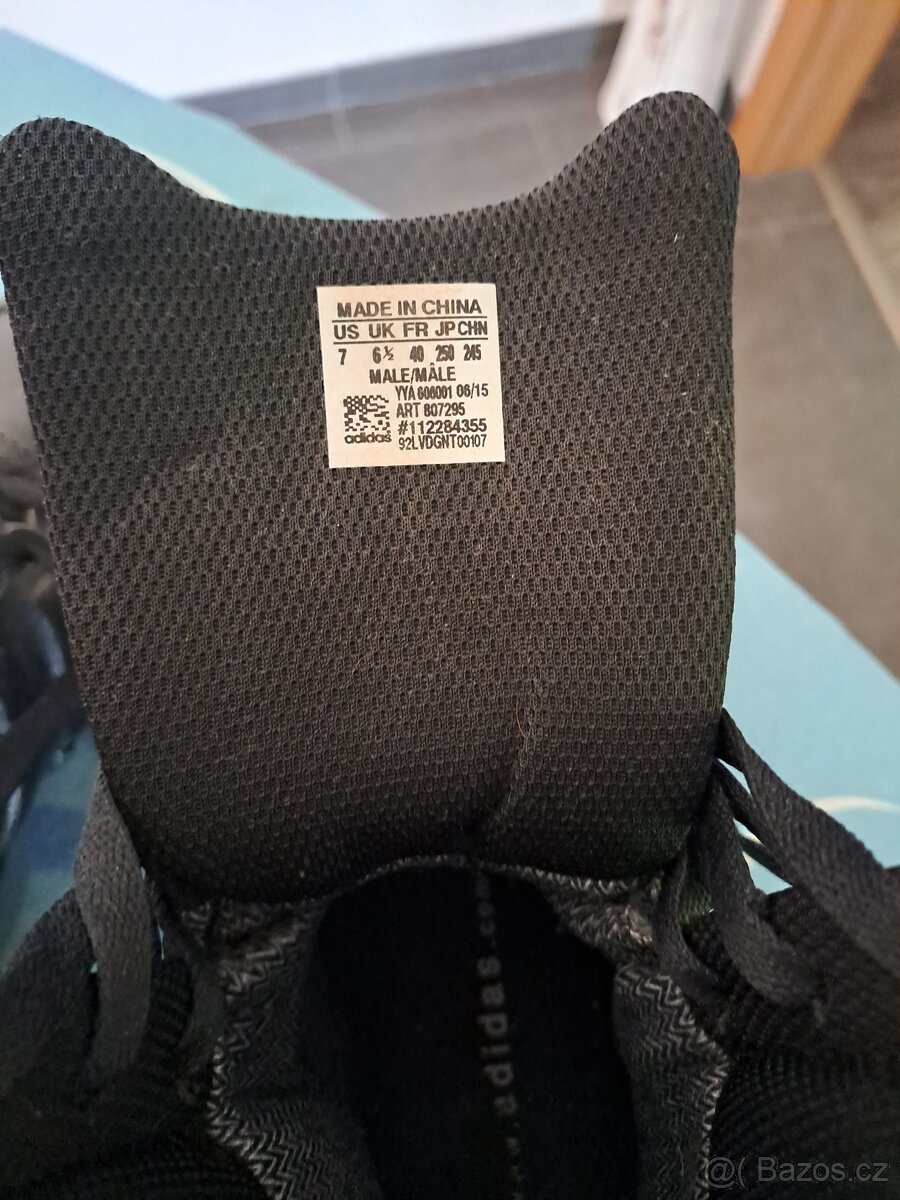 MADE IN CHINA
US UK FR JP CHN
7 6½ 40 250 245
MALE/MÂLE
YYA 606001 06/15
ART 807295
#112284355
adidas
92LVDGNT00107
www.adidas.com
@( Bazos.cz